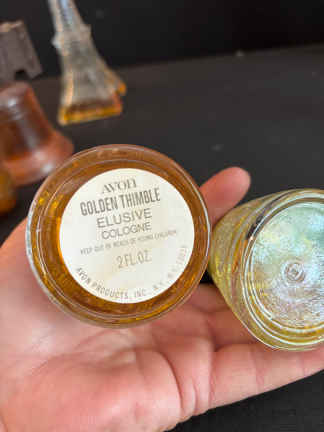 AVON
GOLDEN THIMBLE
ELUSIVE
COLOGNE
KEEP OUT OF REACH OF YOUNG CHILDREN
2 FL. OZ.
AVON PRODUCTS, INC., N.Y., N.Y.